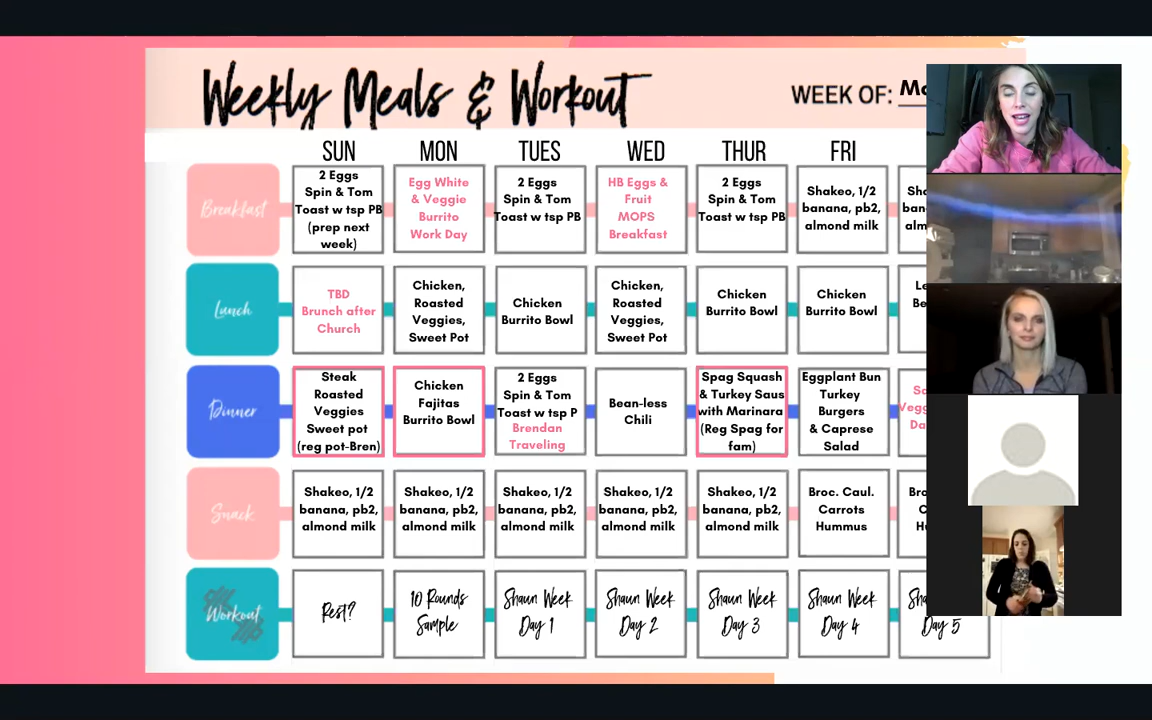 Weekly Meals & Workout
WEEK OF:
SUN MON TUES WED THUR FRI
Breakfast
2 Eggs
Spin & Tom
Toast w tsp PB
(prep next
week)
Egg White
& Veggie
Burrito
Work Day
2 Eggs
Spin & Tom
Toast w tsp PB
HB Eggs &
Fruit
MOPS
Breakfast
2 Eggs
Spin & Tom
Toast w tsp PB
Shakeo, 1/2
banana, pb2,
almond milk
Lunch
TBD
Brunch after
Church
Chicken,
Roasted
Veggies,
Sweet Pot
Chicken
Burrito Bowl
Chicken,
Roasted
Veggies,
Sweet Pot
Chicken
Burrito Bowl
Chicken
Burrito Bowl
Dinner
Steak
Roasted
Veggies
Sweet pot
(reg pot-Bren)
Chicken
Fajitas
Burrito Bowl
2 Eggs
Spin & Tom
Toast w tsp P
Brendan
Traveling
Bean-less
Chili
Spag Squash
& Turkey Saus
with Marinara
(Reg Spag for
fam)
Eggplant Bun
Turkey
Burgers
& Caprese
Salad
Snack
Shakeo, 1/2
banana, pb2,
almond milk
Shakeo, 1/2
banana, pb2,
almond milk
Shakeo, 1/2
banana, pb2,
almond milk
Shakeo, 1/2
banana, pb2,
almond milk
Shakeo, 1/2
banana, pb2,
almond milk
Broc. Caul.
Carrots
Hummus
Workout
Rest?
10 Rounds
Sample
Shaun Week
Day 1
Shaun Week
Day 2
Shaun Week
Day 3
Shaun Week
Day 4
Day 5